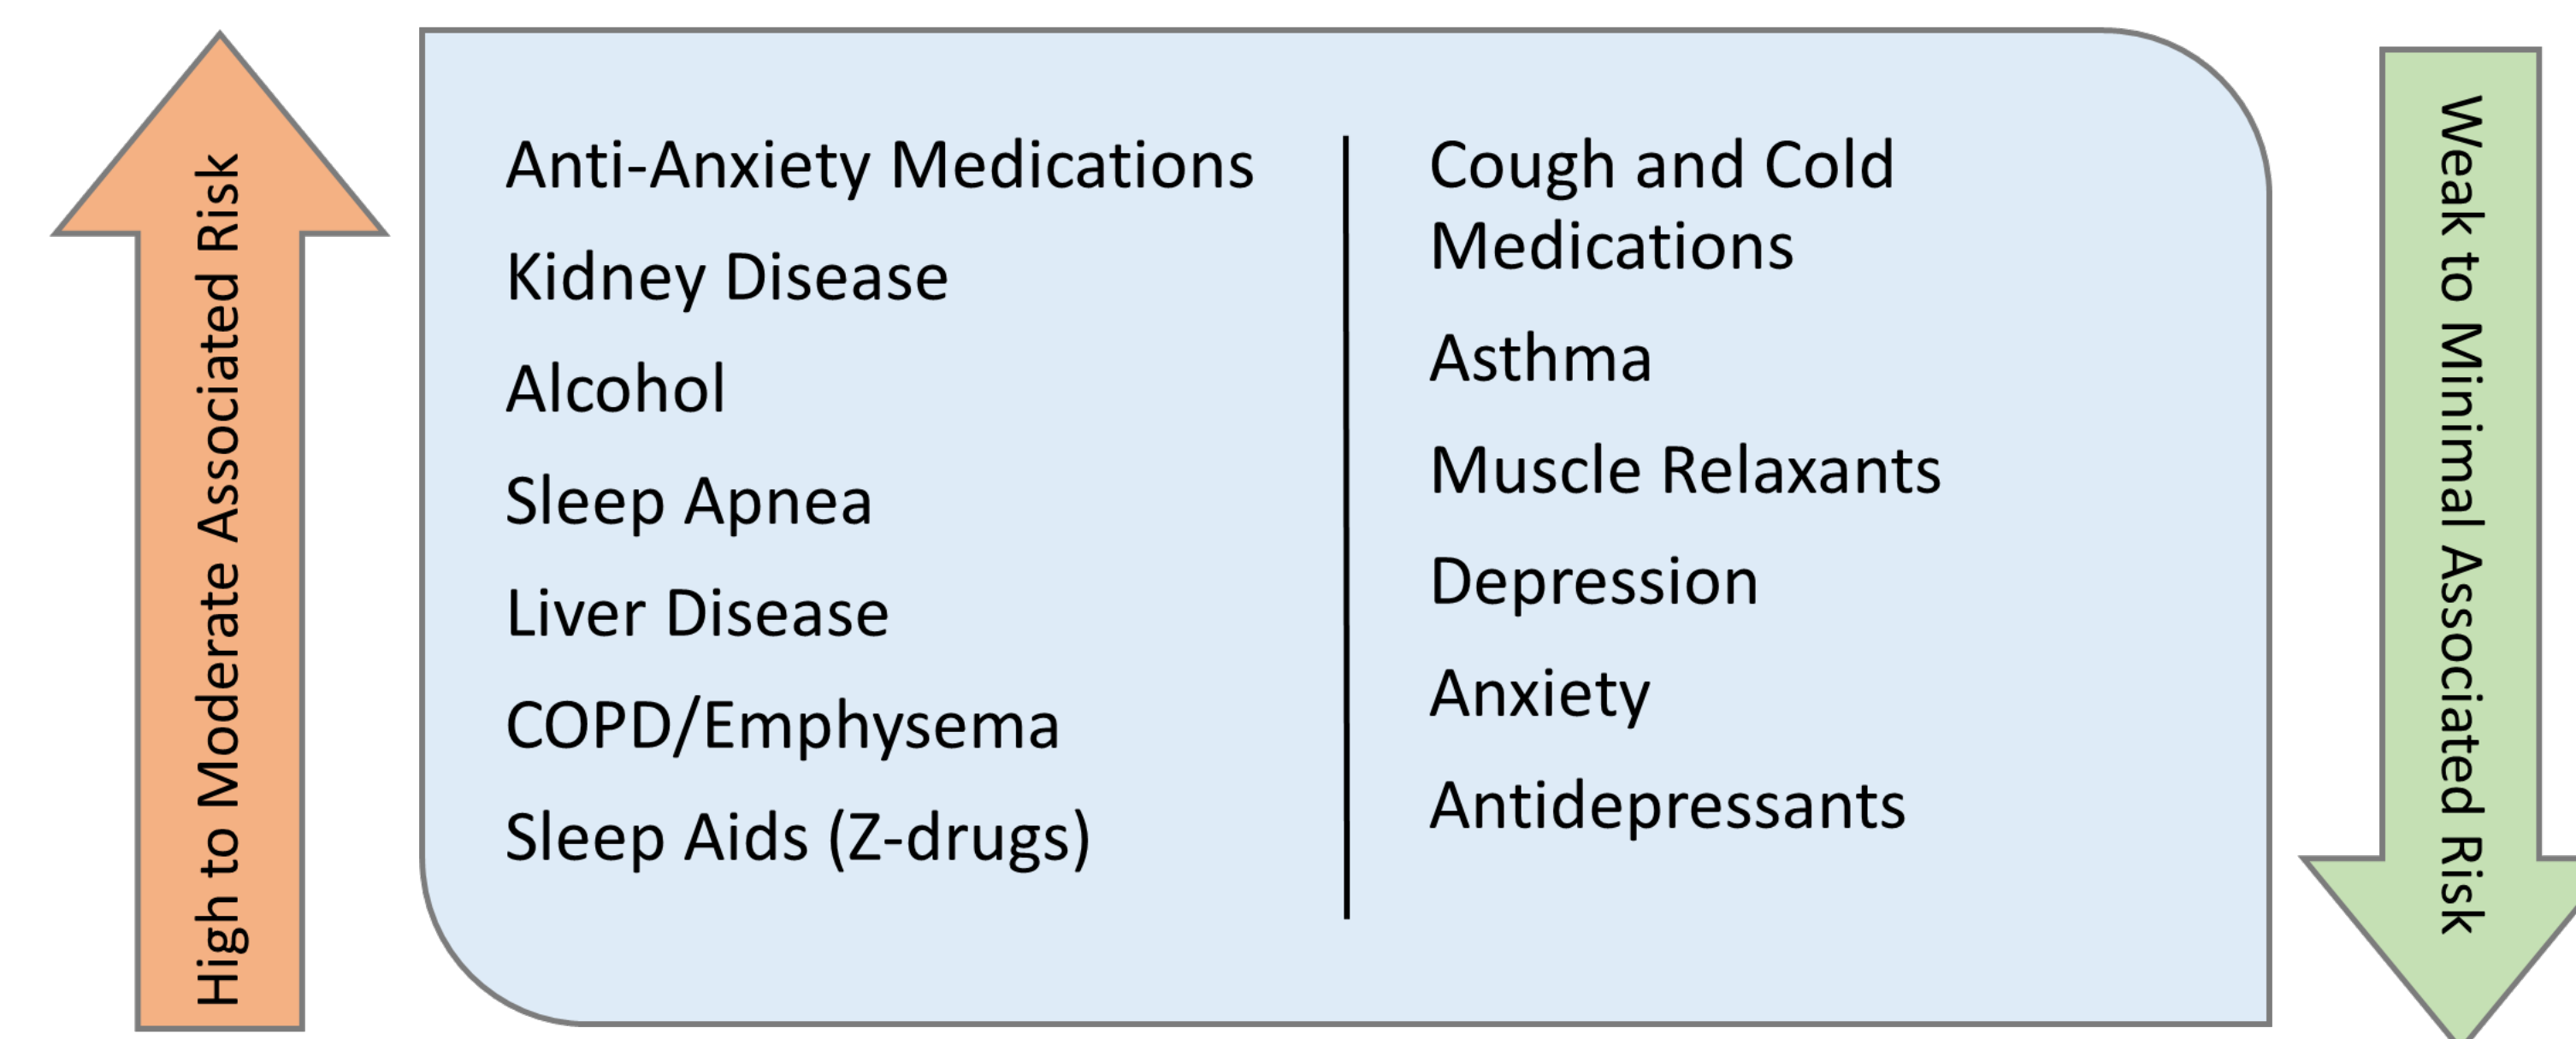 High to Moderate Associated Risk
Anti-Anxiety Medications
Kidney Disease
Alcohol
Sleep Apnea
Liver Disease
COPD/Emphysema
Sleep Aids (Z-drugs)
Cough and Cold
Medications
Asthma
Muscle Relaxants
Depression
Anxiety
Antidepressants
Weak to Minimal Associated Risk